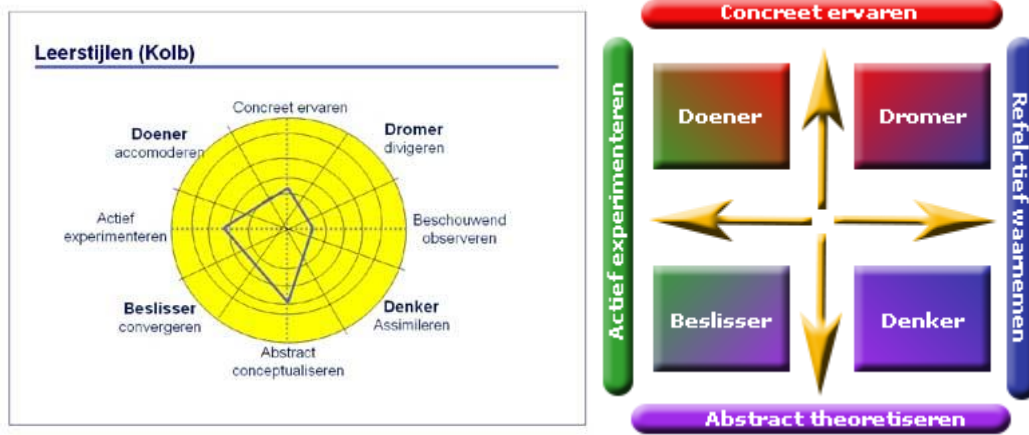 Leerstijlen (Kolb)
Concreet ervaren
Doener
accomoderen
Dromer
divigeren
Actief
experimenteren
Beschouwend
observeren
Beslisser
convergeren
Denker
Assimileren
Abstract
conceptualiseren
Concreet ervaren
Actief experimenteren
Doener
Dromer
Refelctief waarnemen
Beslisser
Denker
Abstract theoretiseren